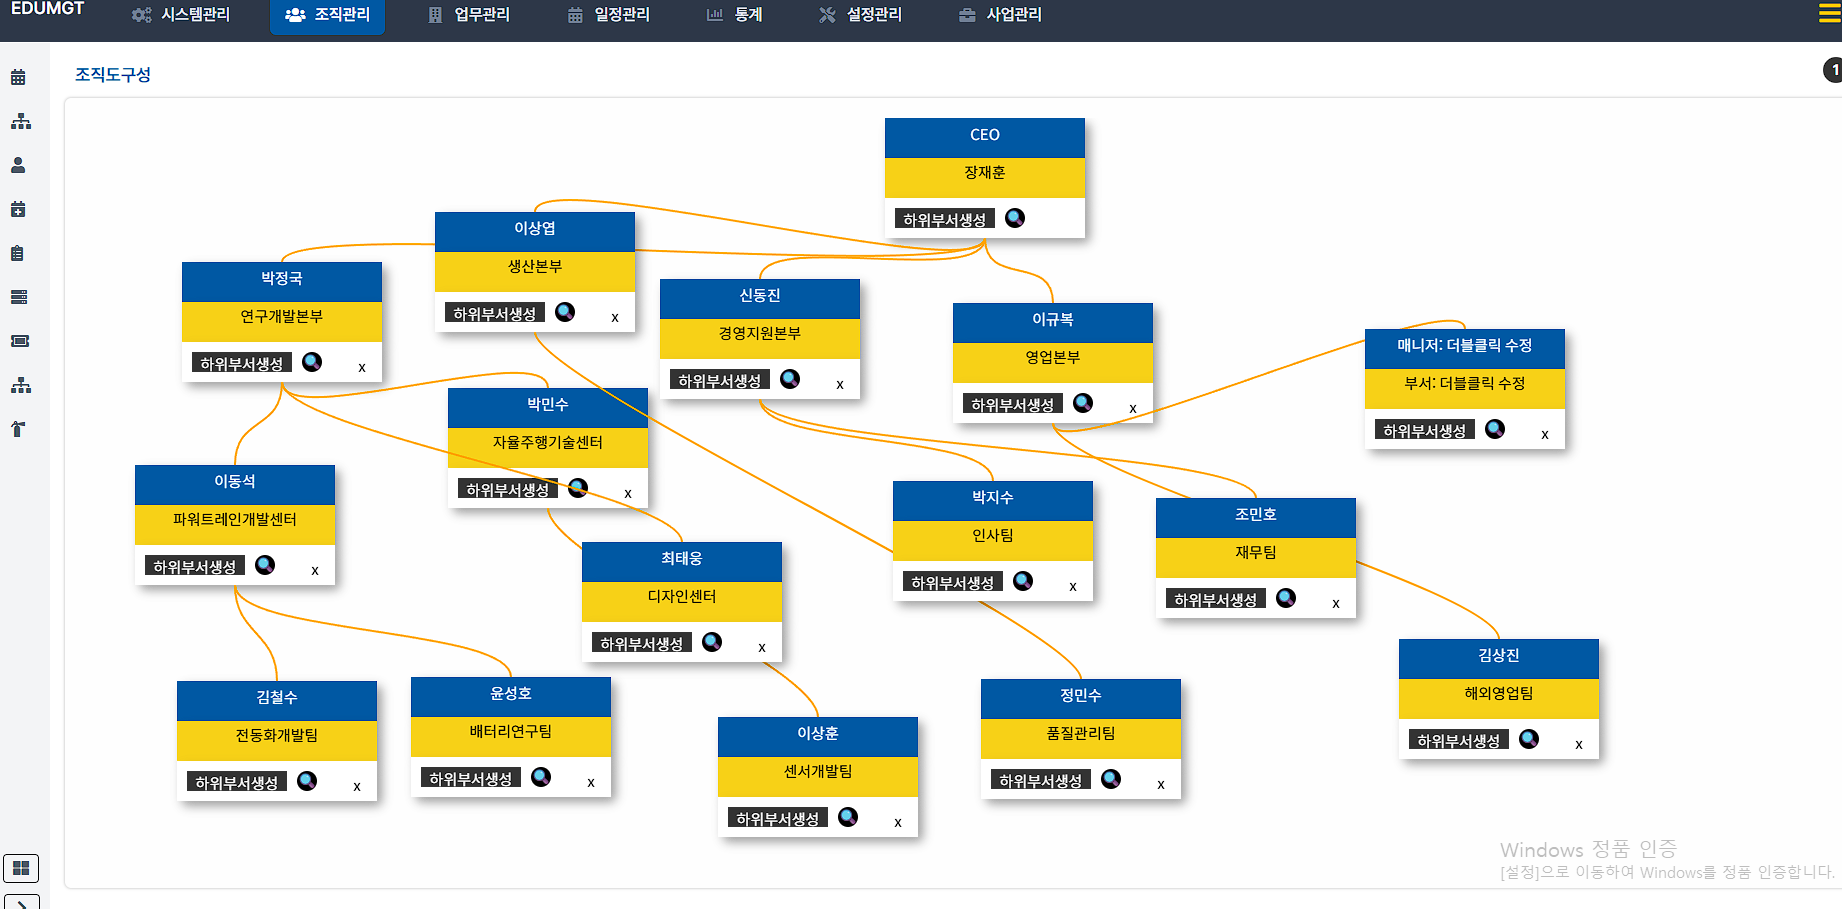 EDUMGT
시스템관리
조직관리
업무관리
일정관리
통계
설정관리
사업관리
조직도구성
1
CEO
장재훈
하위부서생성
이상엽
생산본부
하위부서생성 x
박정국
연구개발본부
하위부서생성 x
신동진
경영지원본부
하위부서생성 x
이규복
영업본부
하위부서생성 x
매니저: 더블클릭 수정
부서: 더블클릭 수정
하위부서생성 x
박민수
자율주행기술센터
하위부서생성 x
이동석
파워트레인개발센터
하위부서생성 x
박지수
인사팀
하위부서생성 x
조민호
재무팀
하위부서생성 x
최태웅
디자인센터
하위부서생성 x
김상진
해외영업팀
하위부서생성 x
김철수
전동화개발팀
하위부서생성 x
윤성호
배터리연구팀
하위부서생성 x
정민수
품질관리팀
하위부서생성 x
이상훈
센서개발팀
하위부서생성 x
Windows 정품 인증
[설정]으로 이동하여 Windows를 정품 인증합니다.